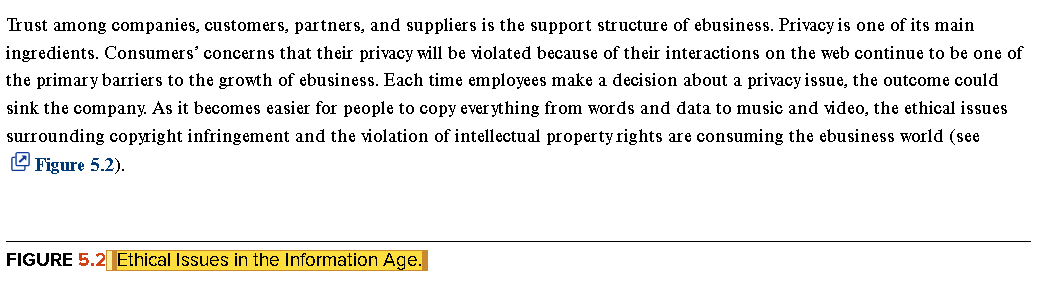 Trust among companies, customers, partners, and suppliers is the support structure of ebusiness. Privacy is one of its main
ingredients. Consumers’ concerns that their privacy will be violated because of their interactions on the web continue to be one of
the primary barriers to the growth of ebusiness. Each time employees make a decision about a privacy issue, the outcome could
sink the company. As it becomes easier for people to copy everything from words and data to music and video, the ethical issues
surrounding copyright infringement and the violation of intellectual property rights are consuming the ebusiness world (see
Figure 5.2).
FIGURE 5.2 Ethical Issues in the Information Age.